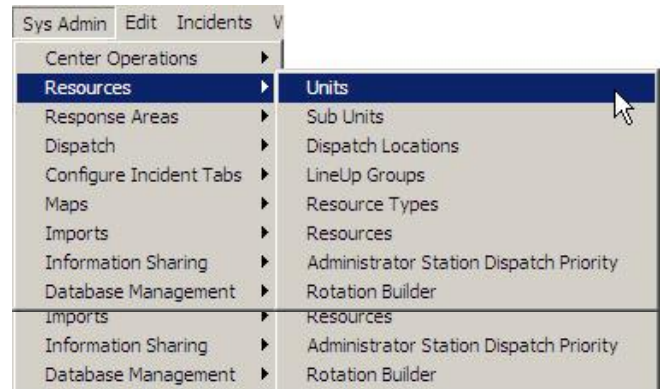 Sys Admin Edit Incidents
Center Operations
Resources
Response Areas
Dispatch
Configure Incident Tabs
Maps
Imports
Information Sharing
Database Management
Imports
Information Sharing
Database Management
Units
Sub Units
Dispatch Locations
LineUp Groups
Resource Types
Resources
Administrator Station Dispatch Priority
Rotation Builder
Resources
Administrator Station Dispatch Priority
Rotation Builder